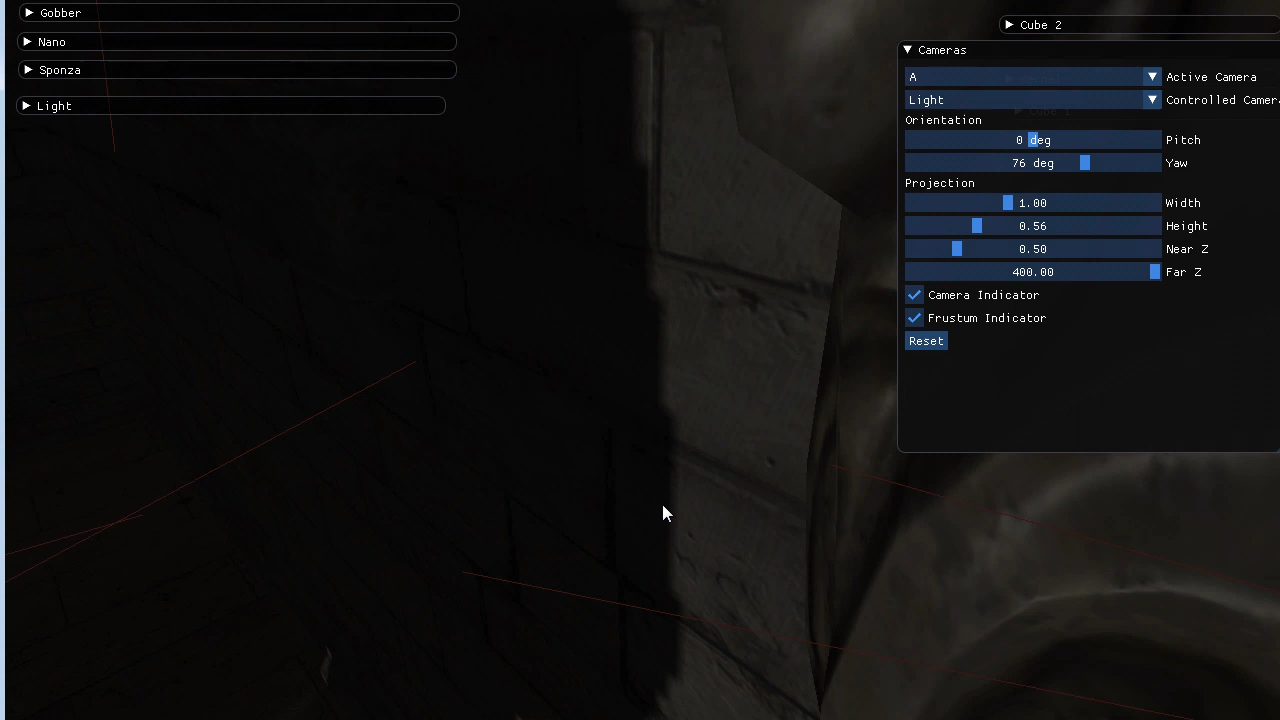 Gobber
Nano
Sponza
Light
Cube 2
Cameras
A
Active Camera
Light
Controlled Camera
Orientation
0 deg
Pitch
76 deg
Yaw
Projection
1.00
Width
0.56
Height
0.50
Near Z
400.00
Far Z
Camera Indicator
Frustum Indicator
Reset